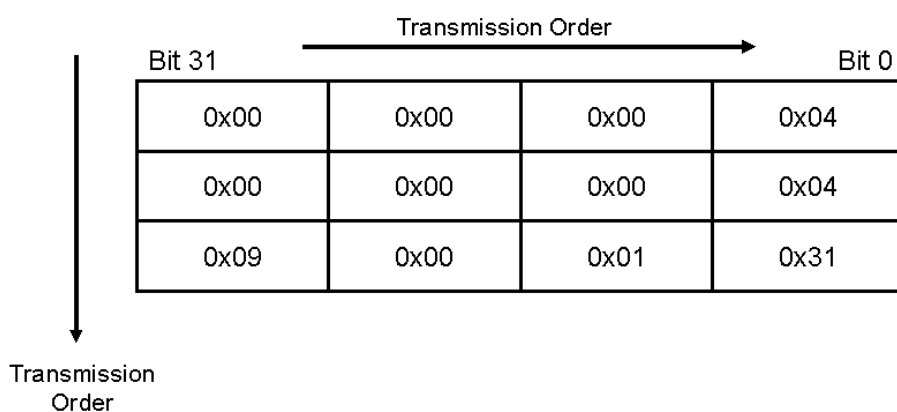 Transmission Order
Bit 31 Bit 0
0x00 0x00 0x00 0x04
0x00 0x00 0x00 0x04
0x09 0x00 0x01 0x31
Transmission
Order